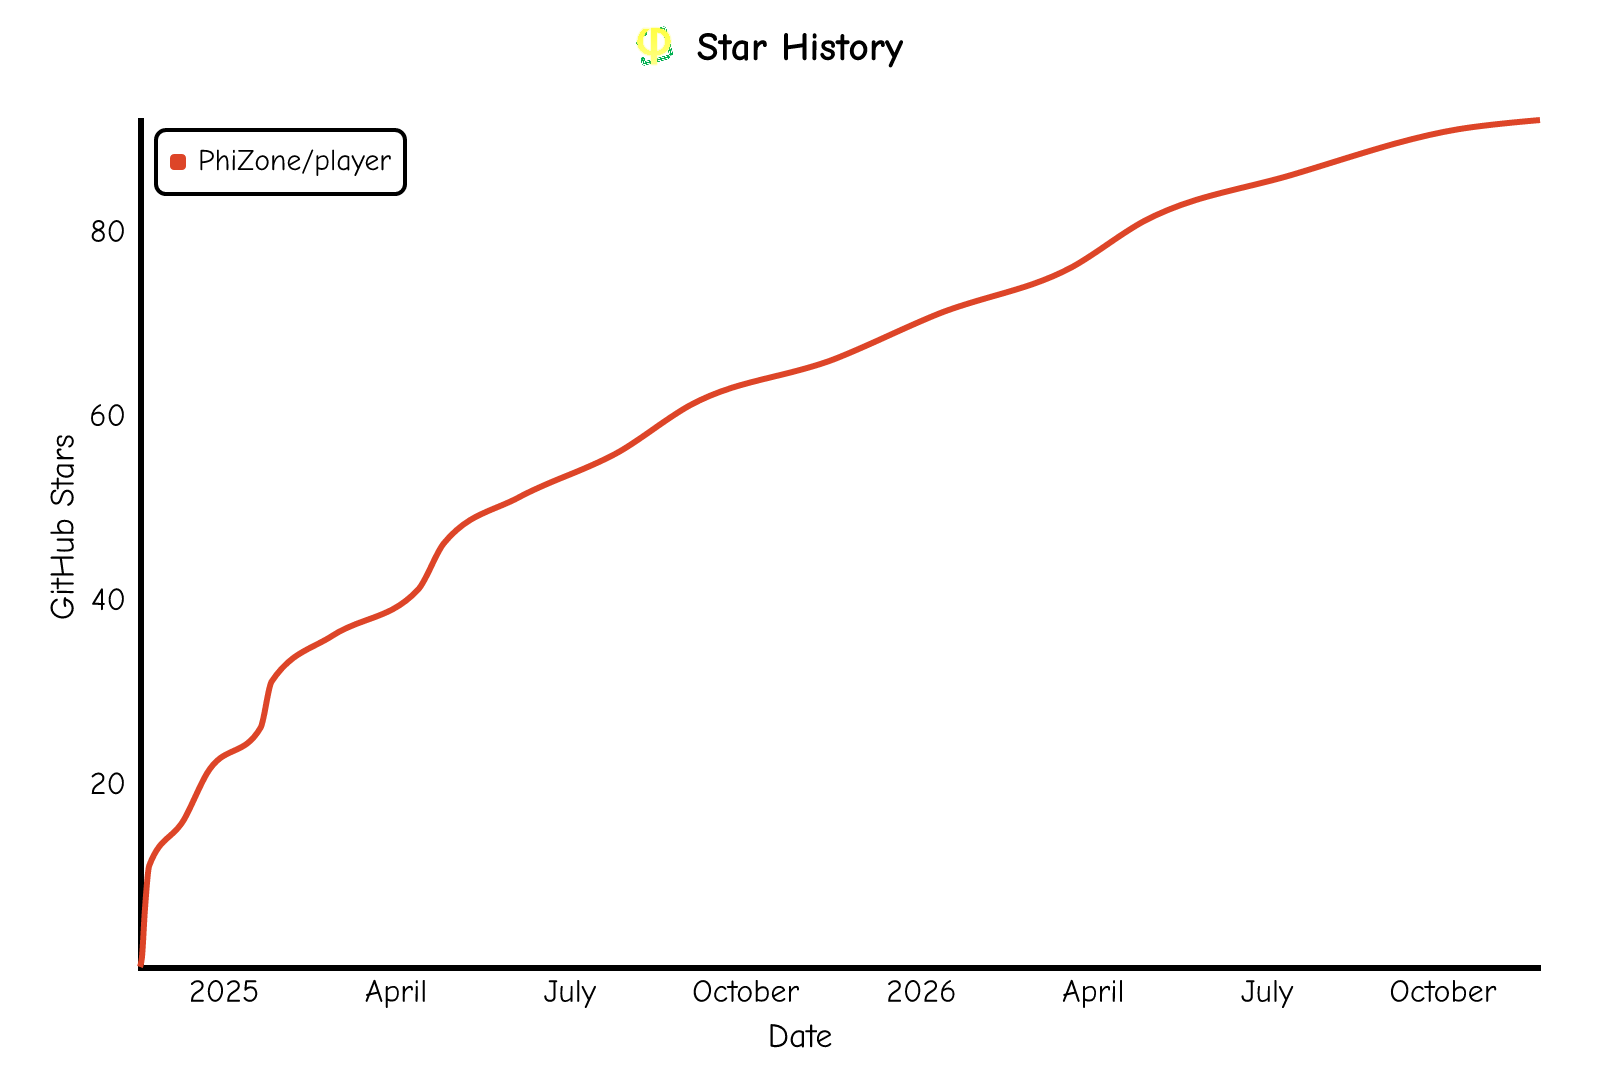 Star History
PhiZone/player
80
60
40
20
GitHub Stars
2025 April July October 2026 April July October
Date